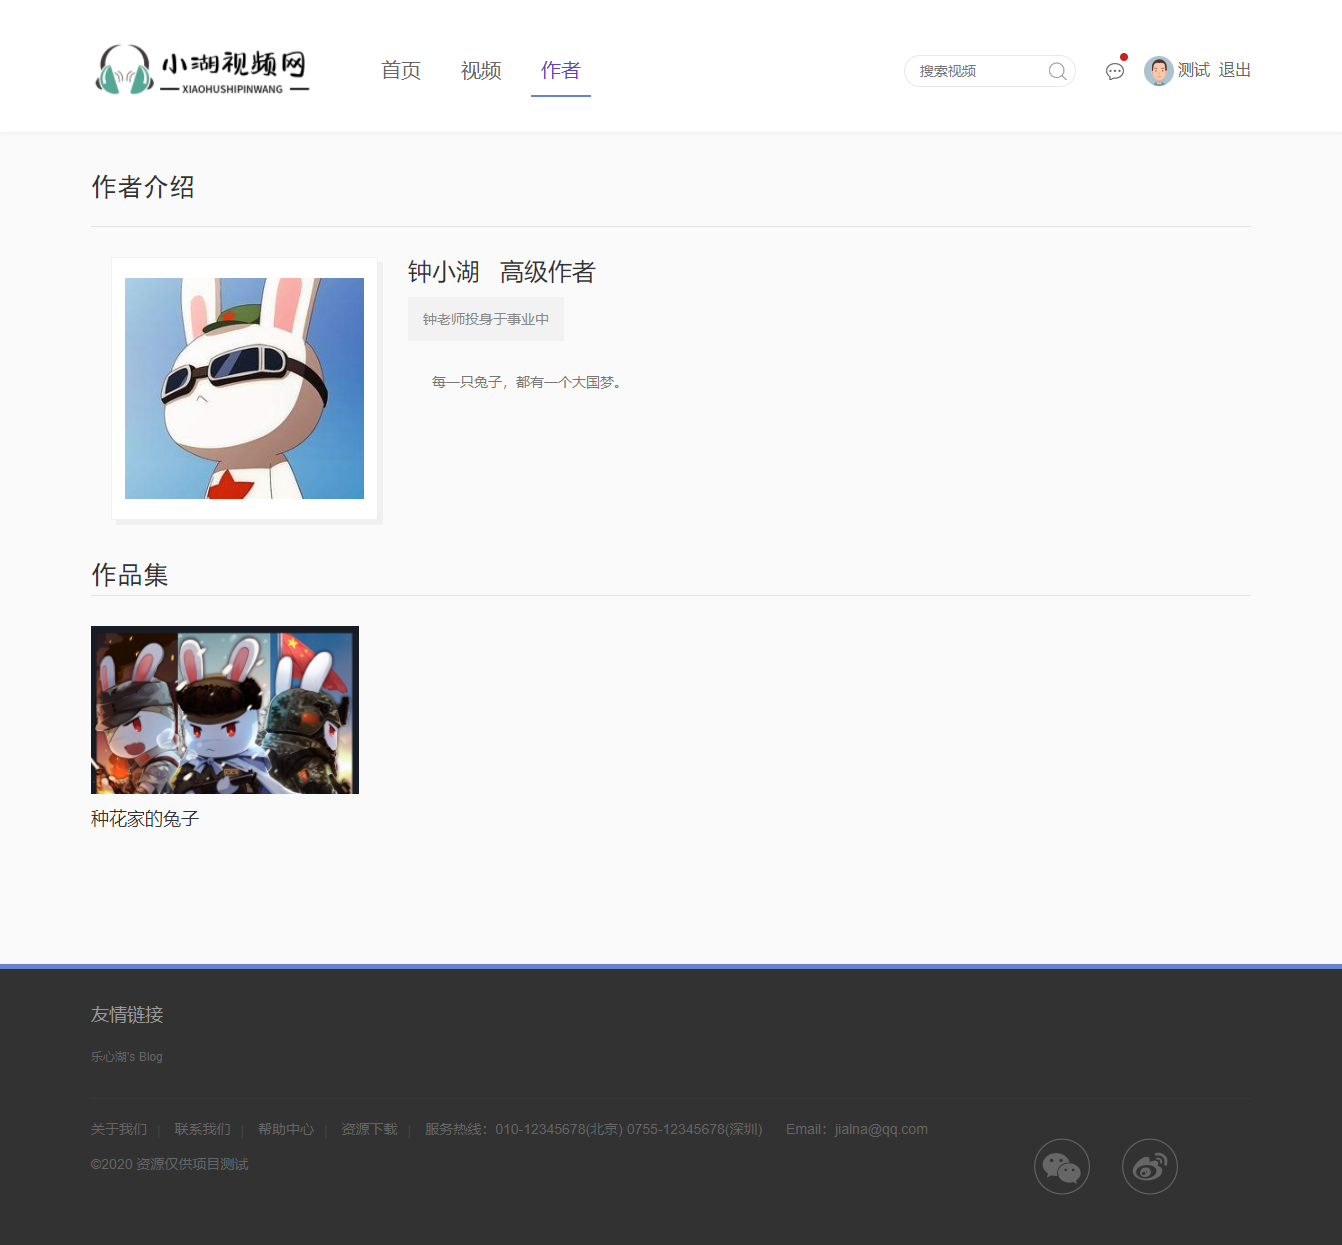 小湖视频网
XIAOHUSHIPINWANG
首页 视频 作者
搜索视频
测试 退出
作者介绍
钟小湖 高级作者
钟老师投身于事业中
每一只兔子，都有一个大国梦。
作品集
种花家的兔子
友情链接
乐心湖's Blog
关于我们 | 联系我们 | 帮助中心 | 资源下载 | 服务热线：010-12345678(北京) 0755-12345678(深圳) Email：jialna@qq.com
©2020 资源仅供项目测试